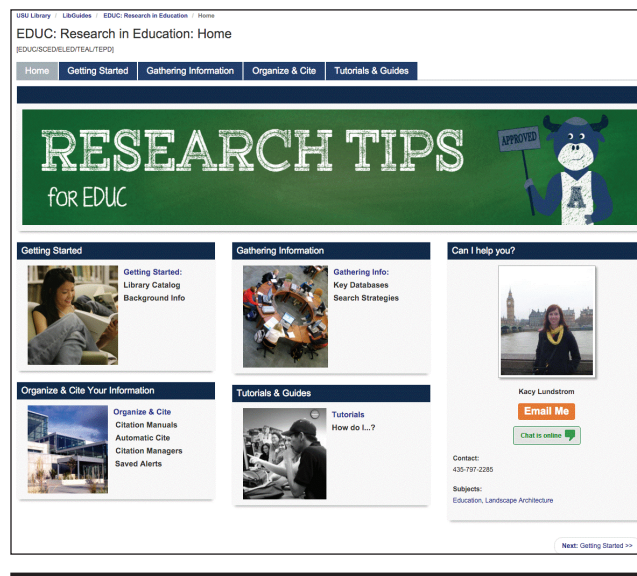 USU Library / LibGuides / EDUC: Research in Education / Home
EDUC: Research in Education: Home
[EDUC/SCED/ELED/TEAL/TEPD]
Home Getting Started Gathering Information Organize & Cite Tutorials & Guides
RESEARCH TIPS
for EDUC
APPROVED
A
Getting Started
Getting Started:
Library Catalog
Background Info
Gathering Information
Gathering Info:
Key Databases
Search Strategies
Can I help you?
Kacy Lundstrom
Email Me
Chat is online
Contact:
435-797-2285
Subjects:
Education, Landscape Architecture
Organize & Cite Your Information
Organize & Cite
Citation Manuals
Automatic Cite
Citation Managers
Saved Alerts
Tutorials & Guides
Tutorials
How do I...?
Next: Getting Started >>